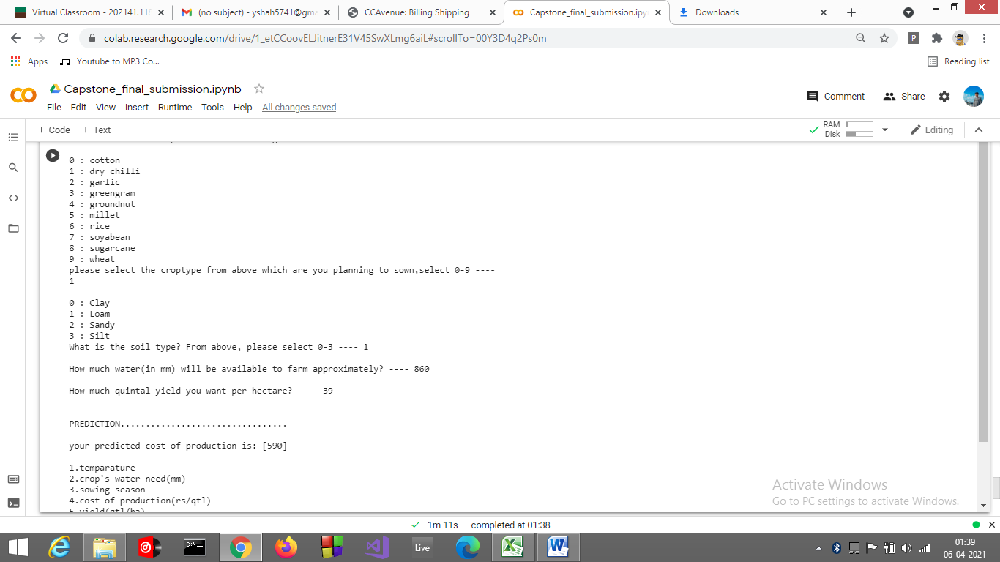 Virtual Classroom - 202141.118
(no subject) - yshah5741@gma
CCAvenue: Billing Shipping
Capstone_final_submission.ipyn
Downloads
colab.research.google.com/drive/1_etCCoovELJitnerE31V45SwXLmg6aiL#scrollTo=00Y3D4q2Ps0m
P
Apps
Youtube to MP3 Co...
Reading list
Capstone_final_submission.ipynb
File Edit View Insert Runtime Tools Help All changes saved
Comment
Share
+ Code + Text
RAM
Disk
Editing
0 : cotton
1 : dry chilli
2 : garlic
3 : greengram
4 : groundnut
5 : millet
6 : rice
7 : soyabean
8 : sugarcane
9 : wheat
please select the croptype from above which are you planning to sown,select 0-9 ----
1
0 : Clay
1 : Loam
2 : Sandy
3 : Silt
What is the soil type? From above, please select 0-3 ---- 1
How much water(in mm) will be available to farm approximately? ---- 860
How much quintal yield you want per hectare? ---- 39
PREDICTION.................................
your predicted cost of production is: [590]
1.temparature
2.crop's water need(mm)
3.sowing season
4.cost of production(rs/qtl)
5.yield(qtl/ha)
Activate Windows
Go to PC settings to activate Windows.
1m 11s completed at 01:38
Live
01:39
06-04-2021